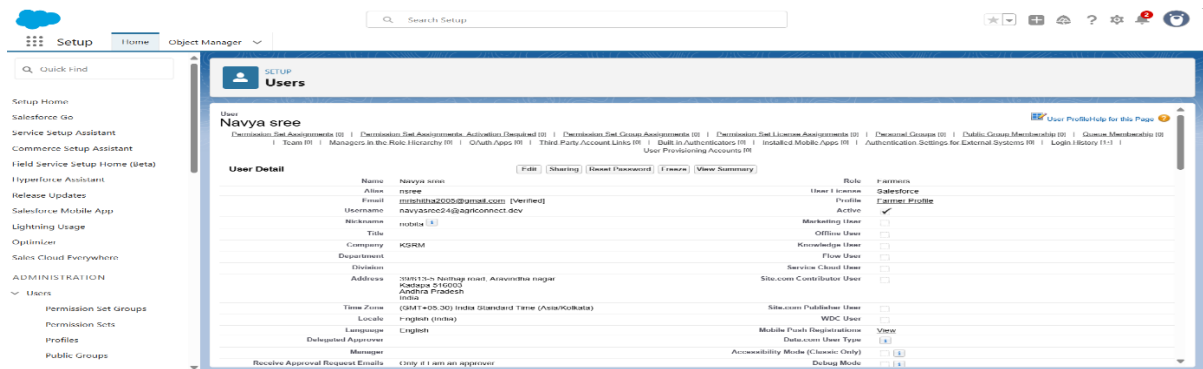 Search Setup
2
Setup Home Object Manager
Quick Find
Setup Home
Salesforce Go
Service Setup Assistant
Commerce Setup Assistant
Field Service Setup Home (Beta)
Hyperforce Assistant
Release Updates
Salesforce Mobile App
Lightning Usage
Optimizer
Sales Cloud Everywhere
ADMINISTRATION
Users
Permission Set Groups
Permission Sets
Profiles
Public Groups
SETUP
Users
User
Navya sree
User Profile Help for this Page
Permission Set Assignments [0] | Permission Set Assignments: Activation Required [0] | Permission Set Group Assignments [0] | Permission Set License Assignments [0] | Personal Groups [0] | Public Group Membership [0] | Queue Membership [0]
| Team [0] | Managers in the Role Hierarchy [0] | OAuth Apps [0] | Third-Party Account Links [0] | Built-in Authenticators [0] | Installed Mobile Apps [0] | Authentication Settings for External Systems [0] | Login History [1+] |
User Provisioning Accounts [0]
User Detail Edit Sharing Reset Password Freeze View Summary
Name Navya sree Role Farmers
Alias nsree User License Salesforce
Email mrishitha2005@gmail.com [Verified] Profile Farmer Profile
Username navyasree24@agriconnect.dev Active ✓
Nickname nobita i Marketing User
Title Offline User
Company KSRM Knowledge User
Department Flow User
Division Service Cloud User
Address 39/613-5 Nethaji road, Aravindha nagar Site.com Contributor User
Kadapa 516003
Andhra Pradesh
India
Time Zone (GMT+05:30) India Standard Time (Asia/Kolkata) Site.com Publisher User
Locale English (India) WDC User
Language English Mobile Push Registrations View
Delegated Approver Data.com User Type i
Manager Accessibility Mode (Classic Only) i
Receive Approval Request Emails Only if I am an approver Debug Mode i